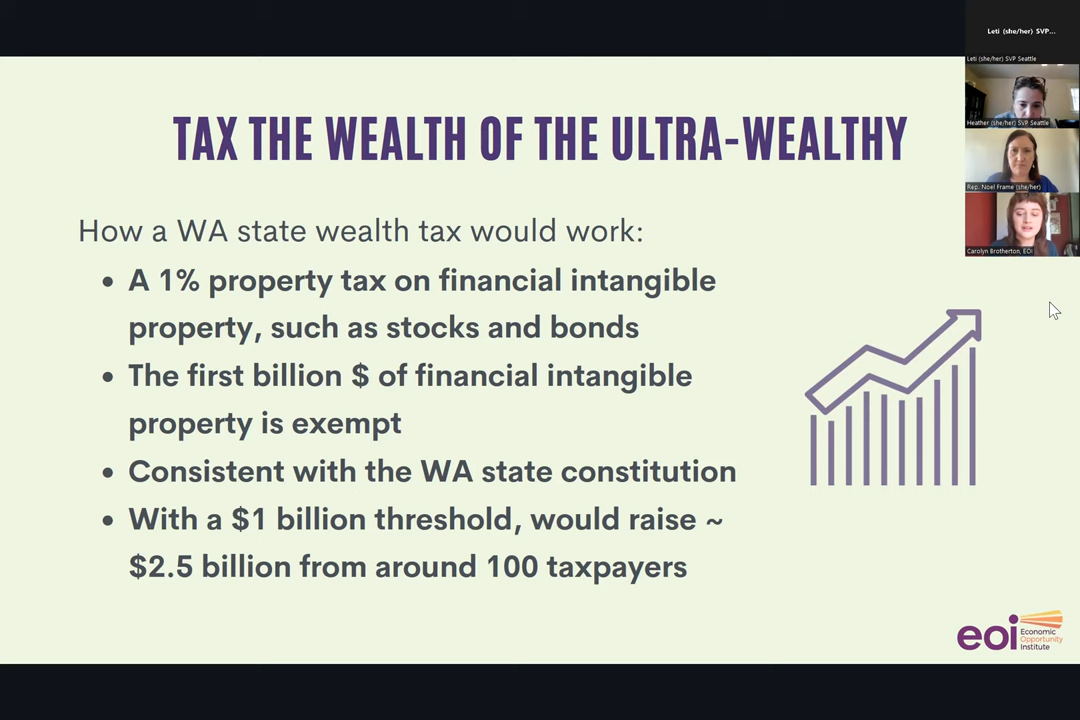 Leti (she/her) SVP...
Leti (she/her) SVP Seattle
Heather (she/her) SVP Seattle
Rep. Noel Frame (she/her)
Carolyn Brotherton, EOI
TAX THE WEALTH OF THE ULTRA-WEALTHY
How a WA state wealth tax would work:
• A 1% property tax on financial intangible
property, such as stocks and bonds
• The first billion $ of financial intangible
property is exempt
• Consistent with the WA state constitution
• With a $1 billion threshold, would raise ~
$2.5 billion from around 100 taxpayers
eoi
Economic
Opportunity
Institute